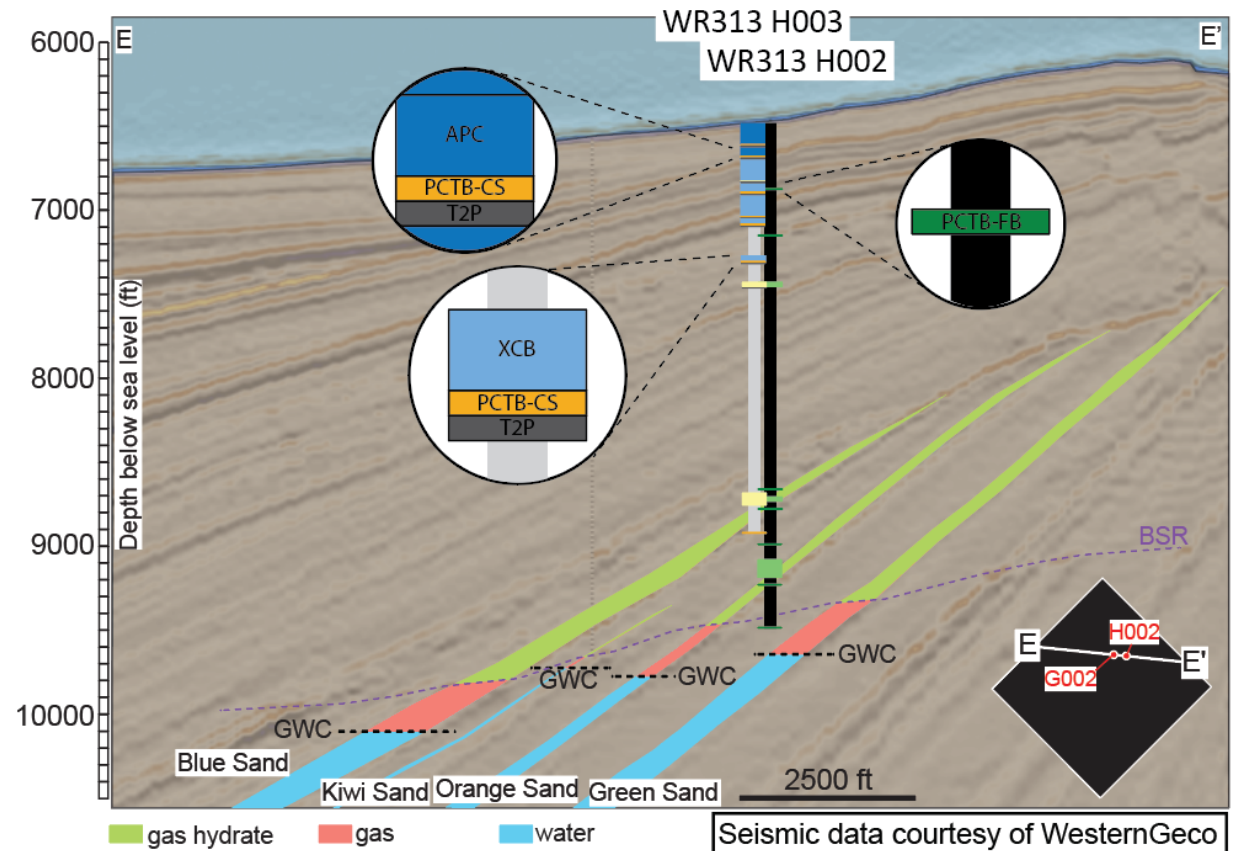 WR313 H003
WR313 H002
6000
E
E'
APC
PCTB-CS
T2P
7000
PCTB-FB
XCB
PCTB-CS
T2P
Depth below sea level (ft)
8000
9000
BSR
H002
E
E'
G002
GWC
GWC
GWC
GWC
10000
Blue Sand
Kiwi Sand
Orange Sand
Green Sand
2500 ft
gas hydrate
gas
water
Seismic data courtesy of WesternGeco